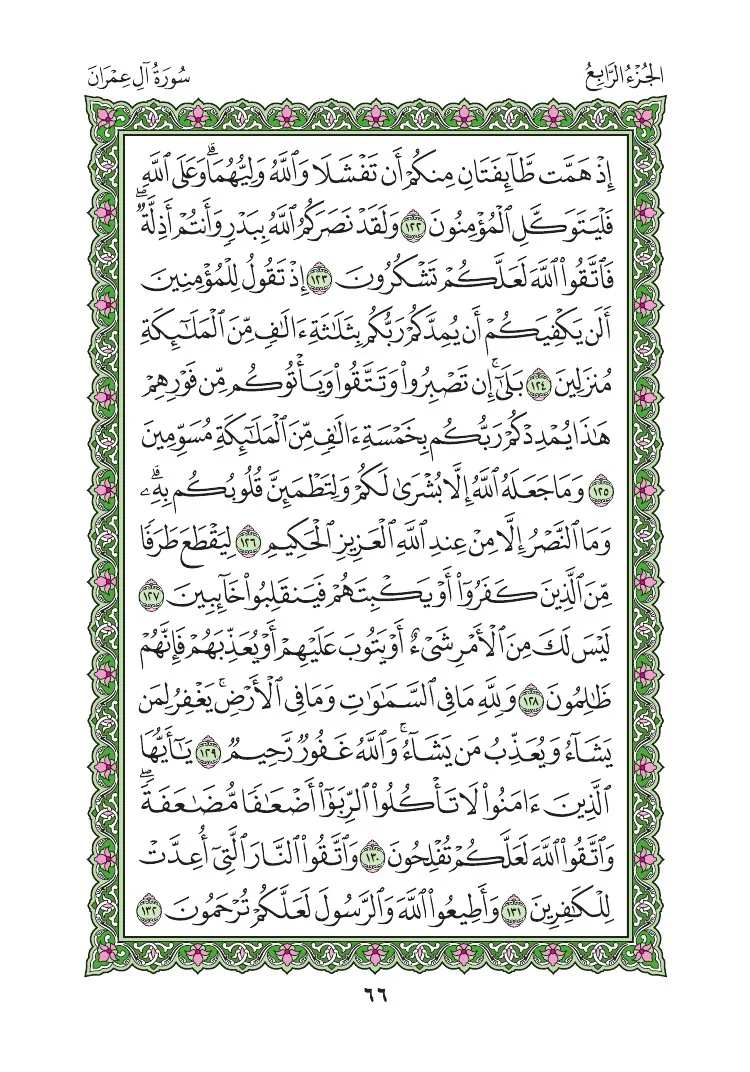 الجُزْءُ الرَّابِعُ
سُورَةُ آلِ عِمْرَانَ
إِذْ هَمَّت طَّآئِفَتَانِ مِنكُمْ أَن تَفْشَلَا وَٱللَّهُ وَلِيُّهُمَاۗ وَعَلَى ٱللَّهِ
فَلْيَتَوَكَّلِ ٱلْمُؤْمِنُونَ ١٢٢ وَلَقَدْ نَصَرَكُمُ ٱللَّهُ بِبَدْرٍ وَأَنتُمْ أَذِلَّةٌۖ
فَٱتَّقُوا۟ ٱللَّهَ لَعَلَّكُمْ تَشْكُرُونَ ١٢٣ إِذْ تَقُولُ لِلْمُؤْمِنِينَ
أَلَن يَكْفِيَكُمْ أَن يُمِدَّكُمْ رَبُّكُم بِثَلَٰثَةِ ءَالَٰفٍ مِّنَ ٱلْمَلَٰٓئِكَةِ
مُنزَلِينَ ١٢٤ بَلَىٰٓۚ إِن تَصْبِرُوا۟ وَتَتَّقُوا۟ وَيَأْتُوكُم مِّن فَوْرِهِمْ
هَٰذَا يُمْدِدْكُمْ رَبُّكُم بِخَمْسَةِ ءَالَٰفٍ مِّنَ ٱلْمَلَٰٓئِكَةِ مُسَوِّمِينَ
١٢٥ وَمَا جَعَلَهُ ٱللَّهُ إِلَّا بُشْرَىٰ لَكُمْ وَلِتَطْمَئِنَّ قُلُوبُكُم بِهِۦۗ
وَمَا ٱلنَّصْرُ إِلَّا مِنْ عِندِ ٱللَّهِ ٱلْعَزِيزِ ٱلْحَكِيمِ ١٢٦ لِيَقْطَعَ طَرَفًا
مِّنَ ٱلَّذِينَ كَفَرُوٓا۟ أَوْ يَكْبِتَهُمْ فَيَنقَلِبُوا۟ خَآئِبِينَ ١٢٧
لَيْسَ لَكَ مِنَ ٱلْأَمْرِ شَىْءٌ أَوْ يَتُوبَ عَلَيْهِمْ أَوْ يُعَذِّبَهُمْ فَإِنَّهُمْ
ظَٰلِمُونَ ١٢٨ وَلِلَّهِ مَا فِى ٱلسَّمَٰوَٰتِ وَمَا فِى ٱلْأَرْضِۚ يَغْفِرُ لِمَن
يَشَآءُ وَيُعَذِّبُ مَن يَشَآءُۚ وَٱللَّهُ غَفُورٌ رَّحِيمٌ ١٢٩ يَٰٓأَيُّهَا
ٱلَّذِينَ ءَامَنُوا۟ لَا تَأْكُلُوا۟ ٱلرِّبَوٰٓا۟ أَضْعَٰفًا مُّضَٰعَفَةًۖ
وَٱتَّقُوا۟ ٱللَّهَ لَعَلَّكُمْ تُفْلِحُونَ ١٣٠ وَٱتَّقُوا۟ ٱلنَّارَ ٱلَّتِىٓ أُعِدَّتْ
لِلْكَٰفِرِينَ ١٣١ وَأَطِيعُوا۟ ٱللَّهَ وَٱلرَّسُولَ لَعَلَّكُمْ تُرْحَمُونَ ١٣٢
٦٦